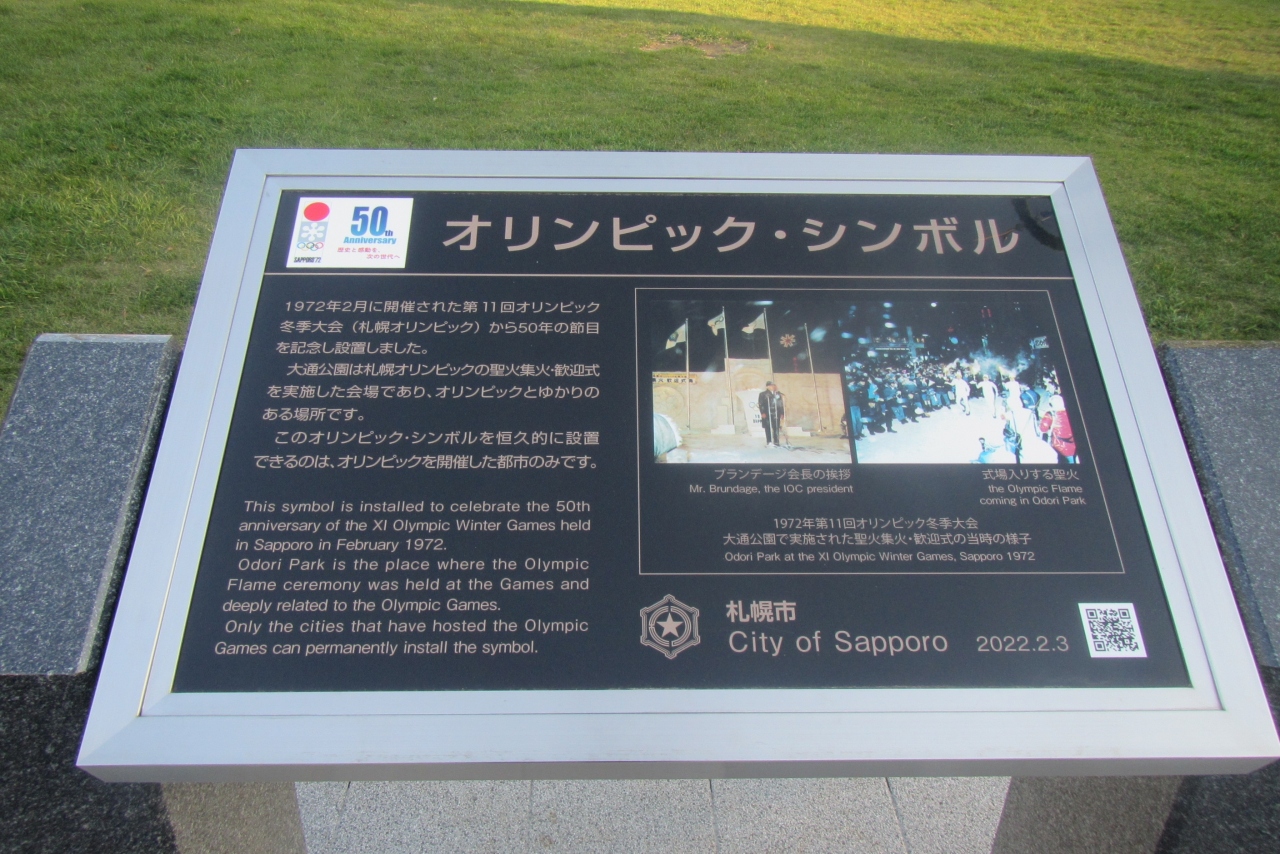 50th
Anniversary
歴史と感動を、
次の世代へ
SAPPORO'72
オリンピック・シンボル
1972年2月に開催された第11回オリンピック
冬季大会（札幌オリンピック）から50年の節目
を記念し設置しました。
大通公園は札幌オリンピックの聖火集火・歓迎式
を実施した会場であり、オリンピックとゆかりの
ある場所です。
このオリンピック・シンボルを恒久的に設置
できるのは、オリンピックを開催した都市のみです。
This symbol is installed to celebrate the 50th
anniversary of the XI Olympic Winter Games held
in Sapporo in February 1972.
Odori Park is the place where the Olympic
Flame ceremony was held at the Games and
deeply related to the Olympic Games.
Only the cities that have hosted the Olympic
Games can permanently install the symbol.
ブランデージ会長の挨拶
Mr. Brundage, the IOC president
式場入りする聖火
the Olympic Flame
coming in Odori Park
1972年第11回オリンピック冬季大会
大通公園で実施された聖火集火・歓迎式の当時の様子
Odori Park at the XI Olympic Winter Games, Sapporo 1972
札幌市
City of Sapporo 2022.2.3